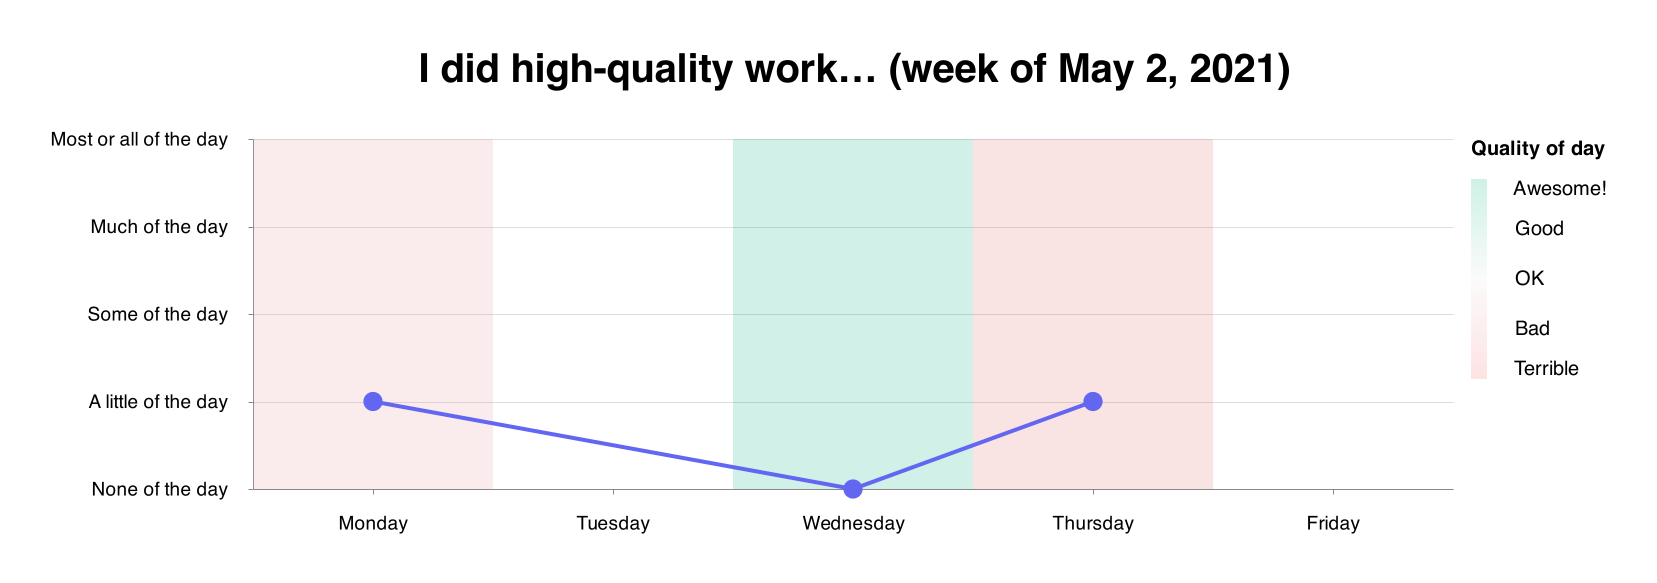 I did high-quality work… (week of May 2, 2021)
Most or all of the day
Much of the day
Some of the day
A little of the day
None of the day
Monday
Tuesday
Wednesday
Thursday
Friday
Quality of day
Awesome!
Good
OK
Bad
Terrible